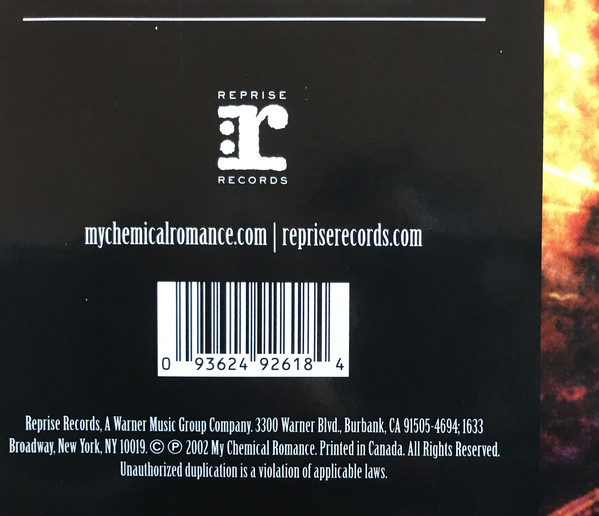 REPRISE
r
RECORDS
mychemicalromance.com | repriserecords.com
0 93624 92618 4
Reprise Records, A Warner Music Group Company. 3300 Warner Blvd., Burbank, CA 91505-4694; 1633
Broadway, New York, NY 10019. © ℗ 2002 My Chemical Romance. Printed in Canada. All Rights Reserved.
Unauthorized duplication is a violation of applicable laws.